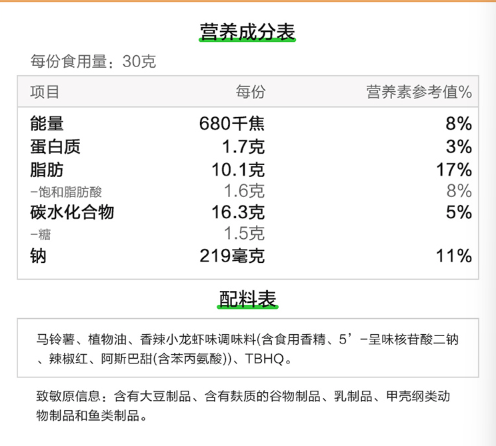 营养成分表
每份食用量：30克
项目 每份 营养素参考值%
能量 680千焦 8%
蛋白质 1.7克 3%
脂肪 10.1克 17%
-饱和脂肪酸 1.6克 8%
碳水化合物 16.3克 5%
-糖 1.5克
钠 219毫克 11%
配料表
马铃薯、植物油、香辣小龙虾味调味料(含食用香精、5’-呈味核苷酸二钠
、辣椒红、阿斯巴甜(含苯丙氨酸))、TBHQ。
致敏原信息：含有大豆制品、含有麸质的谷物制品、乳制品、甲壳纲类动
物制品和鱼类制品。